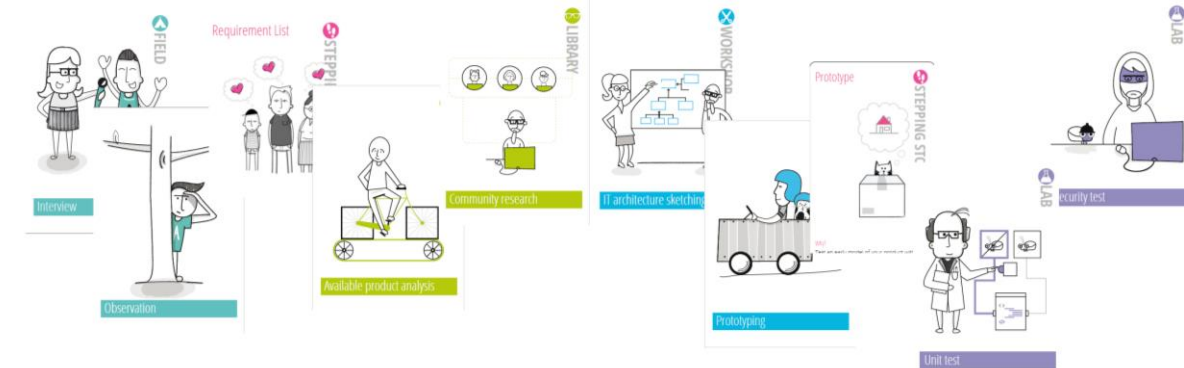 FIELD
Interview
Observation
Requirement List
STEPPI
Available product analysis
LIBRARY
Community research
WORKSHOP
IT architecture sketching
Prototyping
Prototype
STEPPING STC
LAB
Unit test
LAB
ecurity test